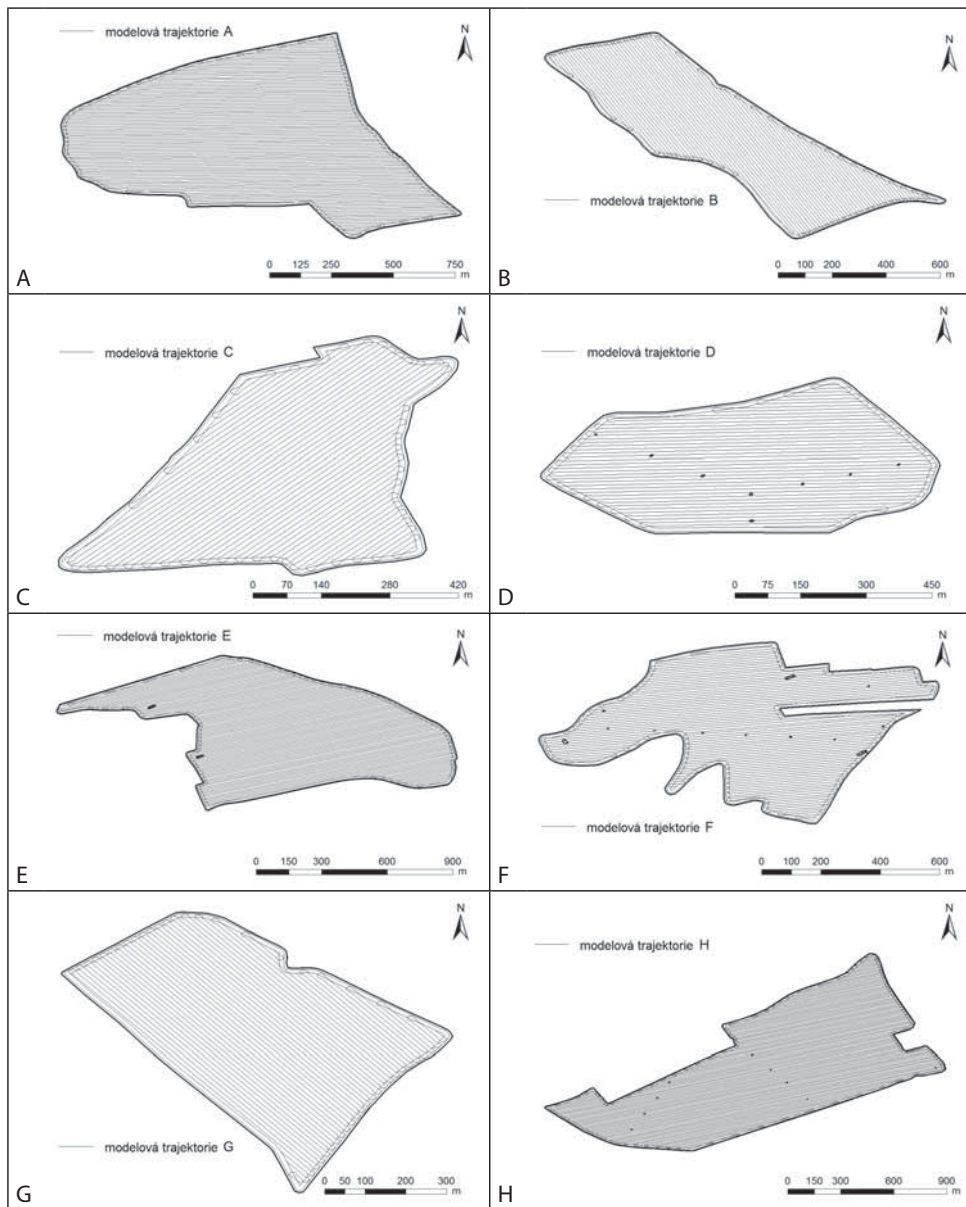 modelová trajektorie A
N
0 125 250 500 750
m
A
N
modelová trajektorie B
0 100 200 400 600
m
B
N
modelová trajektorie C
0 70 140 280 420
m
C
N
modelová trajektorie D
0 75 150 300 450
m
D
modelová trajektorie E
N
0 150 300 600 900
m
E
N
modelová trajektorie F
0 100 200 400 600
m
F
N
modelová trajektorie G
0 50 100 200 300
m
G
N
modelová trajektorie H
0 150 300 600 900
m
H